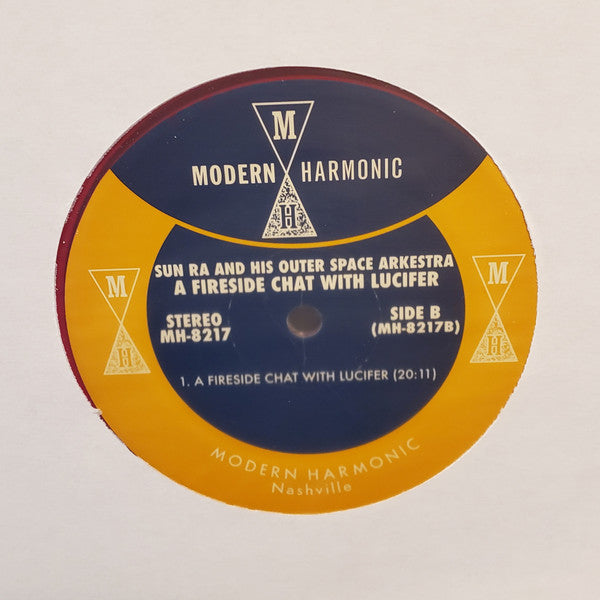 M
MODERN HARMONIC
H
SUN RA AND HIS OUTER SPACE ARKESTRA
A FIRESIDE CHAT WITH LUCIFER
M
H
STEREO
MH-8217
SIDE B
(MH-8217B)
M
H
1. A FIRESIDE CHAT WITH LUCIFER (20:11)
MODERN HARMONIC
Nashville